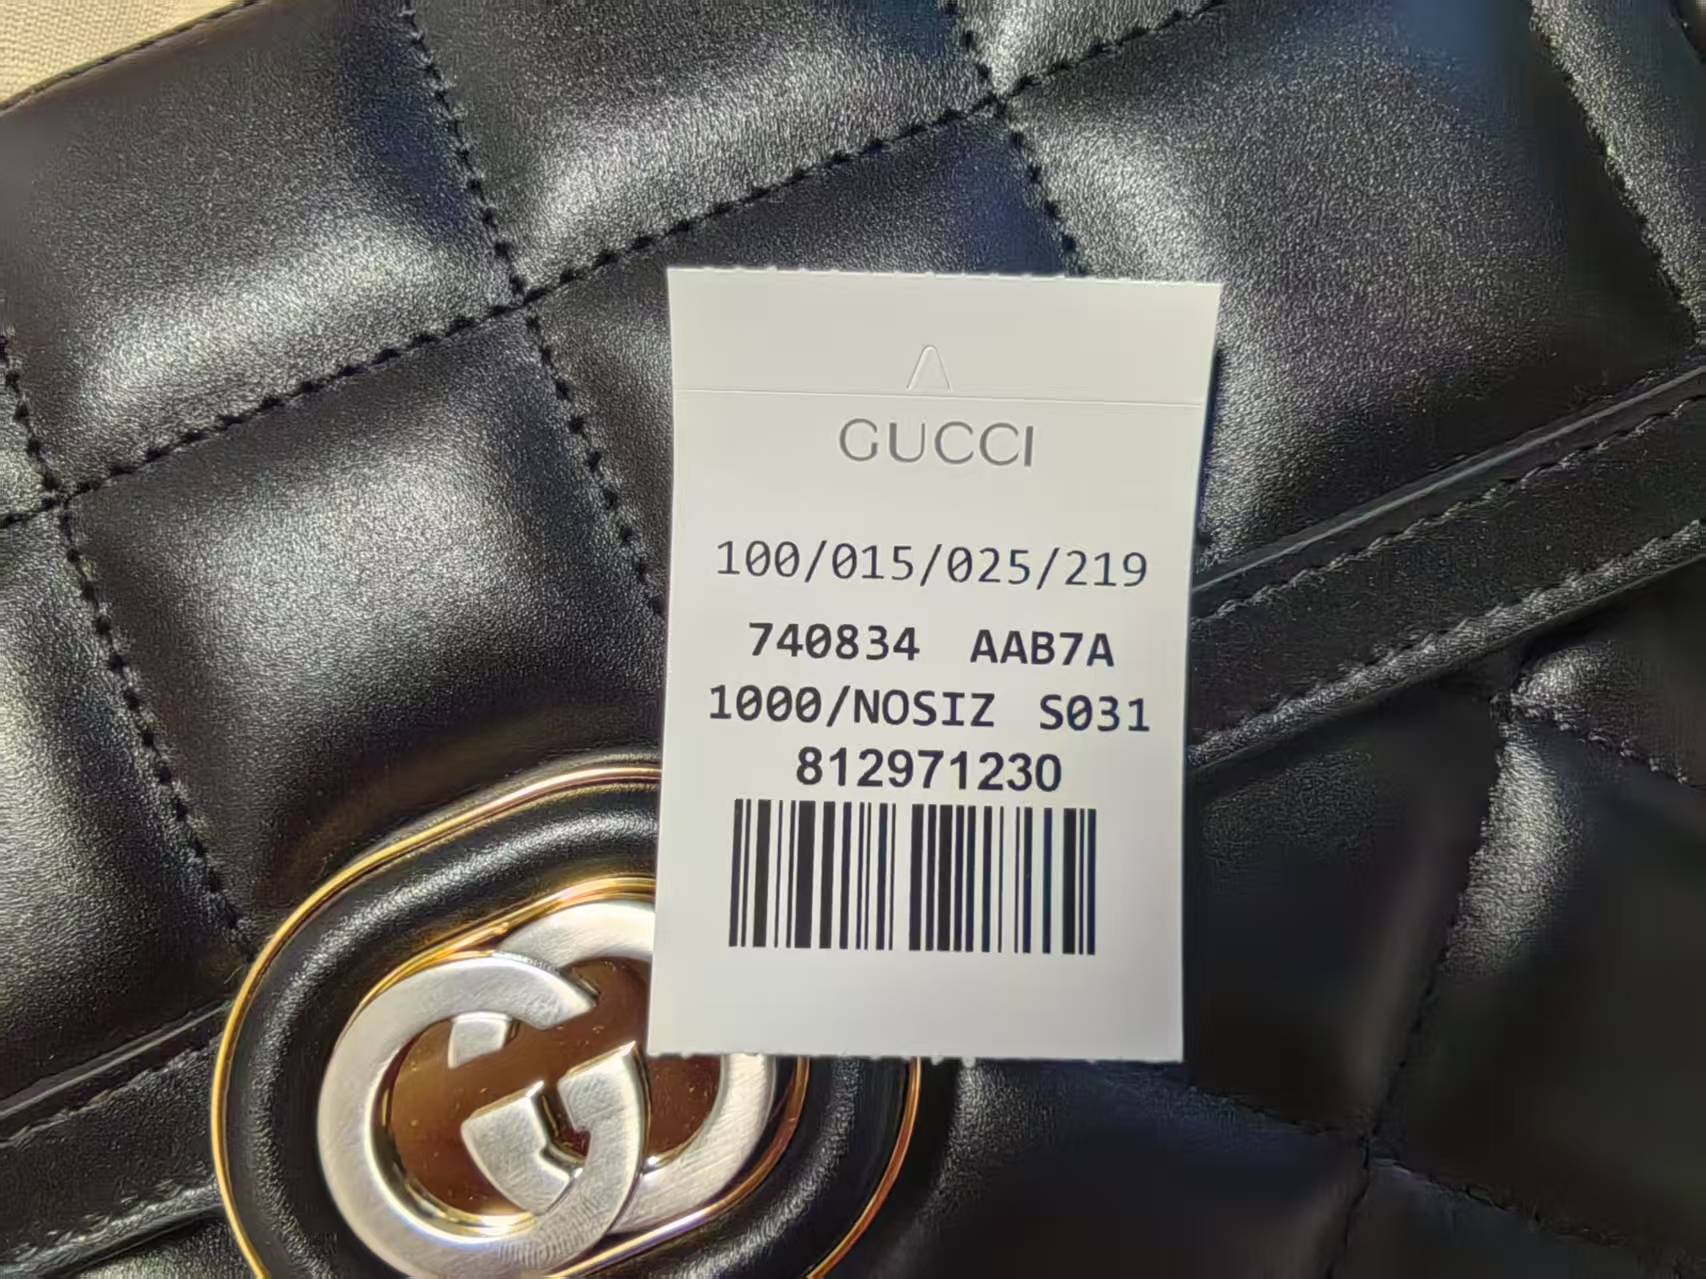 GUCCI
100/015/025/219
740834 AAB7A
1000/NOSIZ S031
812971230